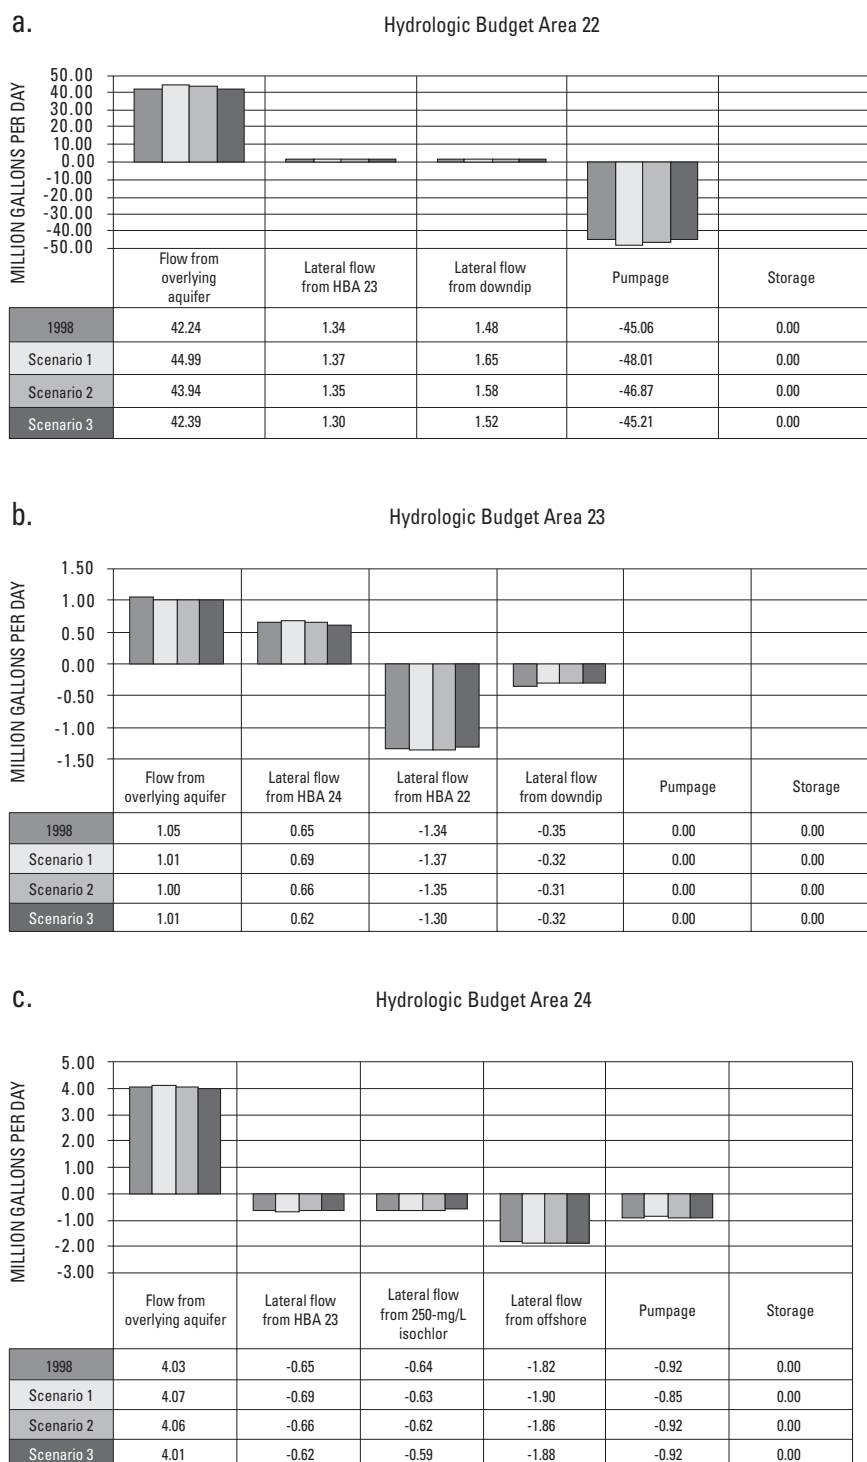 a.
Hydrologic Budget Area 22
MILLION GALLONS PER DAY
50.00
40.00
30.00
20.00
10.00
0.00
-10.00
-20.00
-30.00
-40.00
-50.00
Flow from
overlying
aquifer
Lateral flow
from HBA 23
Lateral flow
from downdip
Pumpage
Storage
1998 42.24 1.34 1.48 -45.06 0.00
Scenario 1 44.99 1.37 1.65 -48.01 0.00
Scenario 2 43.94 1.35 1.58 -46.87 0.00
Scenario 3 42.39 1.30 1.52 -45.21 0.00
b.
Hydrologic Budget Area 23
MILLION GALLONS PER DAY
1.50
1.00
0.50
0.00
-0.50
-1.00
-1.50
Flow from
overlying aquifer
Lateral flow
from HBA 24
Lateral flow
from HBA 22
Lateral flow
from downdip
Pumpage
Storage
1998 1.05 0.65 -1.34 -0.35 0.00 0.00
Scenario 1 1.01 0.69 -1.37 -0.32 0.00 0.00
Scenario 2 1.00 0.66 -1.35 -0.31 0.00 0.00
Scenario 3 1.01 0.62 -1.30 -0.32 0.00 0.00
c.
Hydrologic Budget Area 24
MILLION GALLONS PER DAY
5.00
4.00
3.00
2.00
1.00
0.00
-1.00
-2.00
-3.00
Flow from
overlying aquifer
Lateral flow
from HBA 23
Lateral flow
from 250-mg/L
isochlor
Lateral flow
from offshore
Pumpage
Storage
1998 4.03 -0.65 -0.64 -1.82 -0.92 0.00
Scenario 1 4.07 -0.69 -0.63 -1.90 -0.85 0.00
Scenario 2 4.06 -0.66 -0.62 -1.86 -0.92 0.00
Scenario 3 4.01 -0.62 -0.59 -1.88 -0.92 0.00